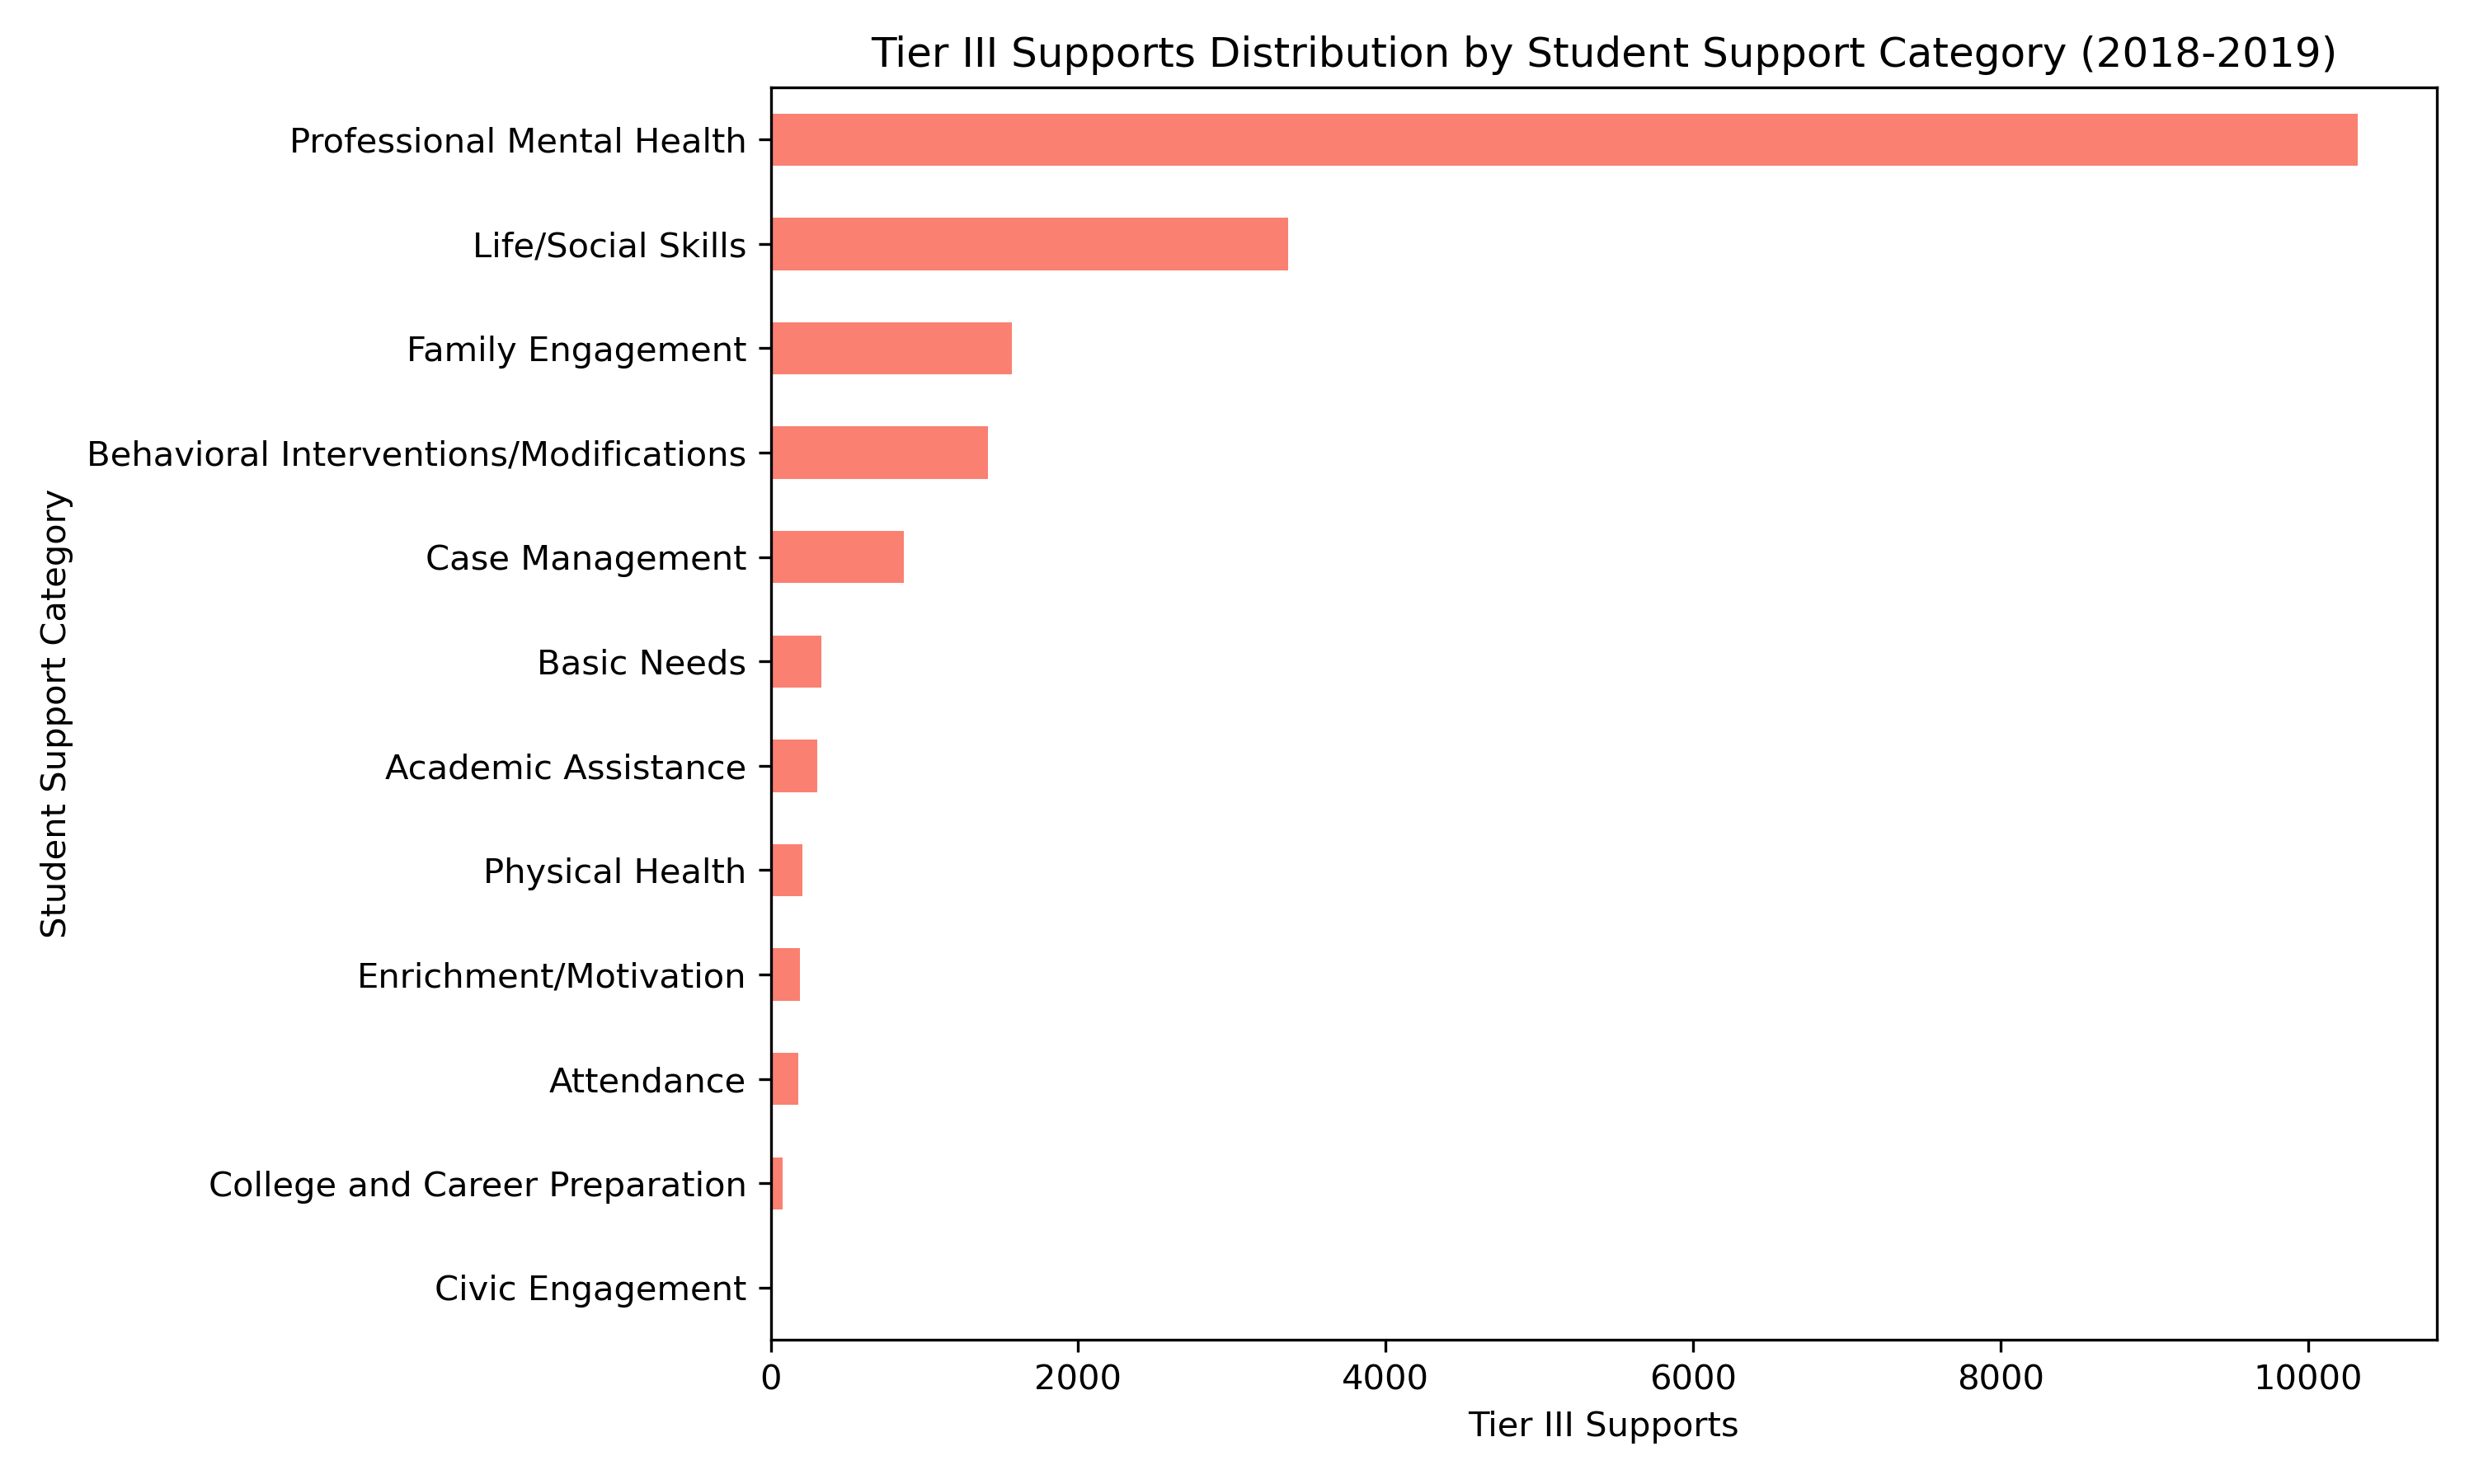 Tier III Supports Distribution by Student Support Category (2018-2019)
Student Support Category
Professional Mental Health
Life/Social Skills
Family Engagement
Behavioral Interventions/Modifications
Case Management
Basic Needs
Academic Assistance
Physical Health
Enrichment/Motivation
Attendance
College and Career Preparation
Civic Engagement
0 2000 4000 6000 8000 10000
Tier III Supports